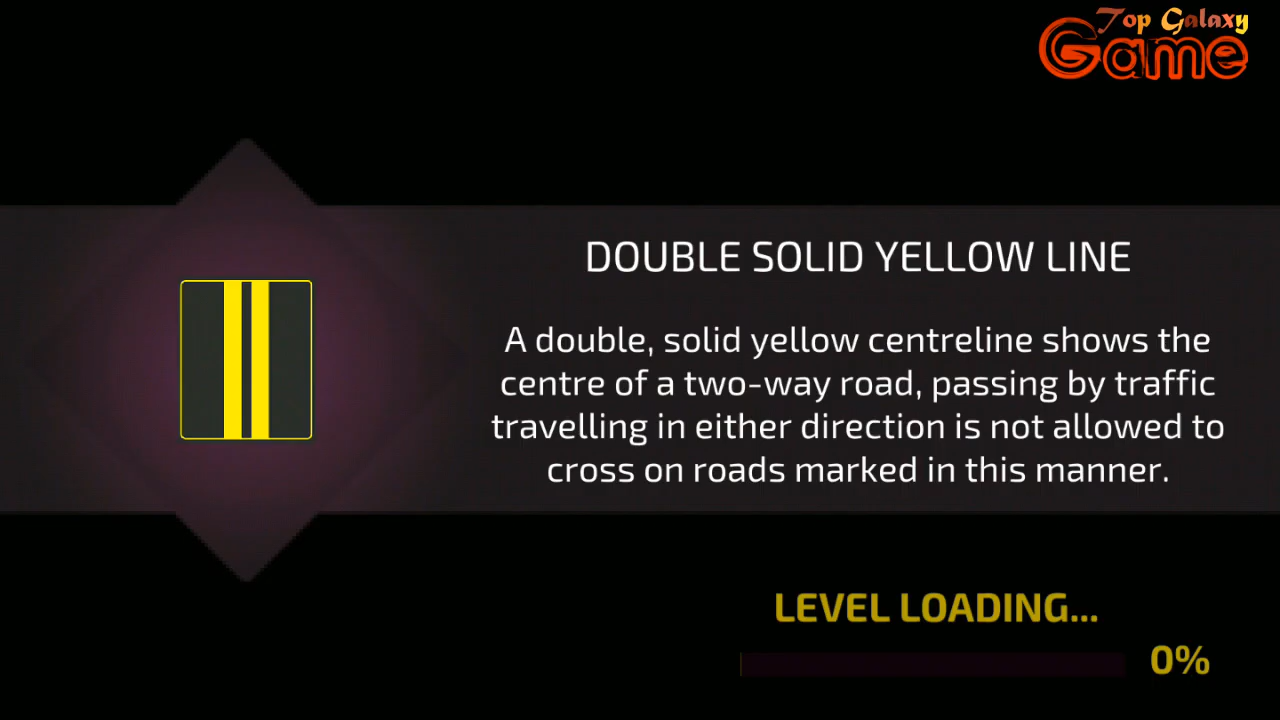 Top Galaxy
Game
DOUBLE SOLID YELLOW LINE
A double, solid yellow centreline shows the
centre of a two-way road, passing by traffic
travelling in either direction is not allowed to
cross on roads marked in this manner.
LEVEL LOADING...
0%